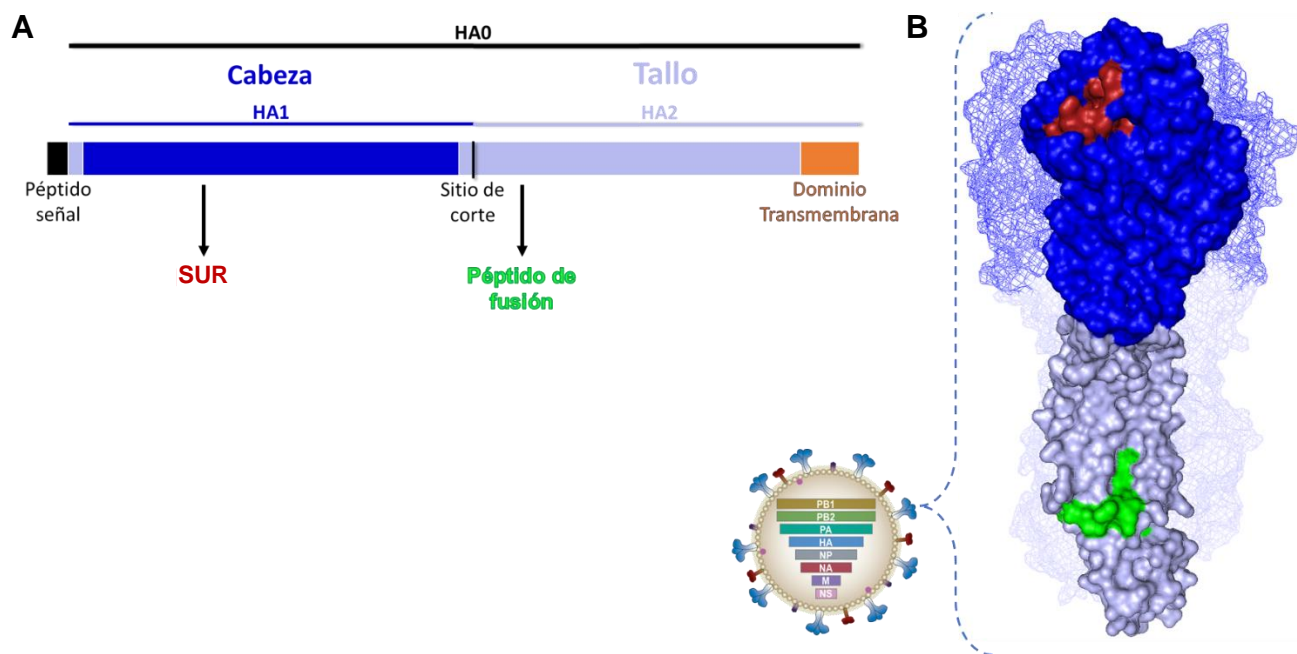 A
HA0
Cabeza
Tallo
HA1
HA2
Péptido
señal
Sitio de
corte
Dominio
Transmembrana
SUR
Péptido de
fusión
B
PB1
PB2
PA
HA
NP
NA
M
NS